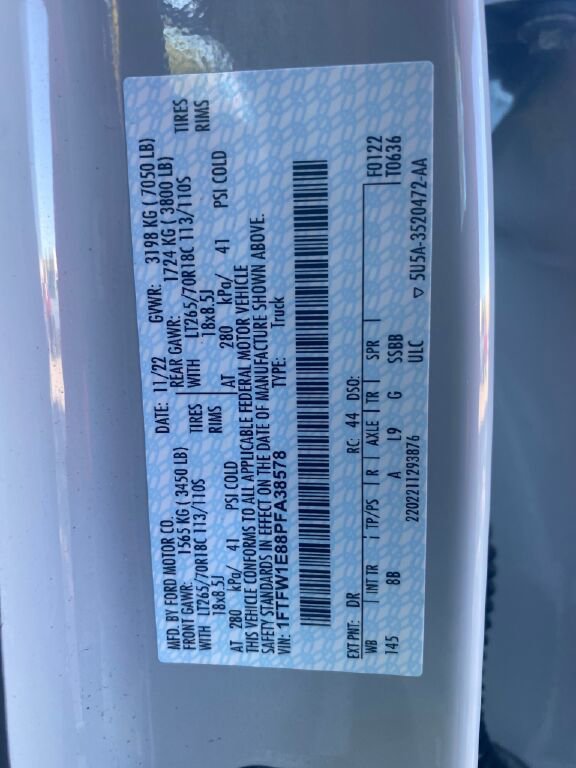 MFD. BY FORD MOTOR CO. DATE: 11/22 GVWR: 3198 KG ( 7050 LB)
FRONT GAWR: 1565 KG ( 3450 LB) REAR GAWR: 1724 KG ( 3800 LB)
WITH LT265/70R18C 113/110S TIRES WITH LT265/70R18C 113/110S TIRES
18x8.5J RIMS 18x8.5J RIMS
AT 280 kPa/ 41 PSI COLD AT 280 kPa/ 41 PSI COLD
THIS VEHICLE CONFORMS TO ALL APPLICABLE FEDERAL MOTOR VEHICLE
SAFETY STANDARDS IN EFFECT ON THE DATE OF MANUFACTURE SHOWN ABOVE.
VIN: 1FTFW1E88PFA38578 TYPE: Truck
EXT PNT: DR RC: 44 DSO: F0122
WB INT TR TP/PS R AXLE TR SPR T0636
145 8B A L9 G SSBB
2202211293876 ULC ▽ 5U5A-3520472-AA